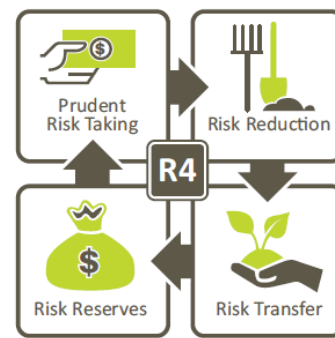 $
Prudent
Risk Taking
Risk Reduction
R4
$
Risk Reserves
Risk Transfer